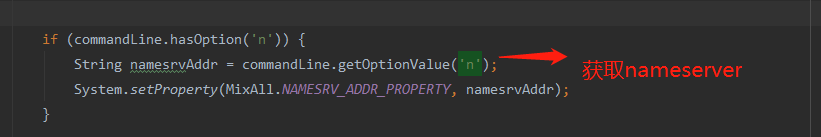 if (commandLine.hasOption('n')) {
String namesrvAddr = commandLine.getOptionValue('n');
获取nameserver
System.setProperty(MixAll.NAMESRV_ADDR_PROPERTY, namesrvAddr);
}